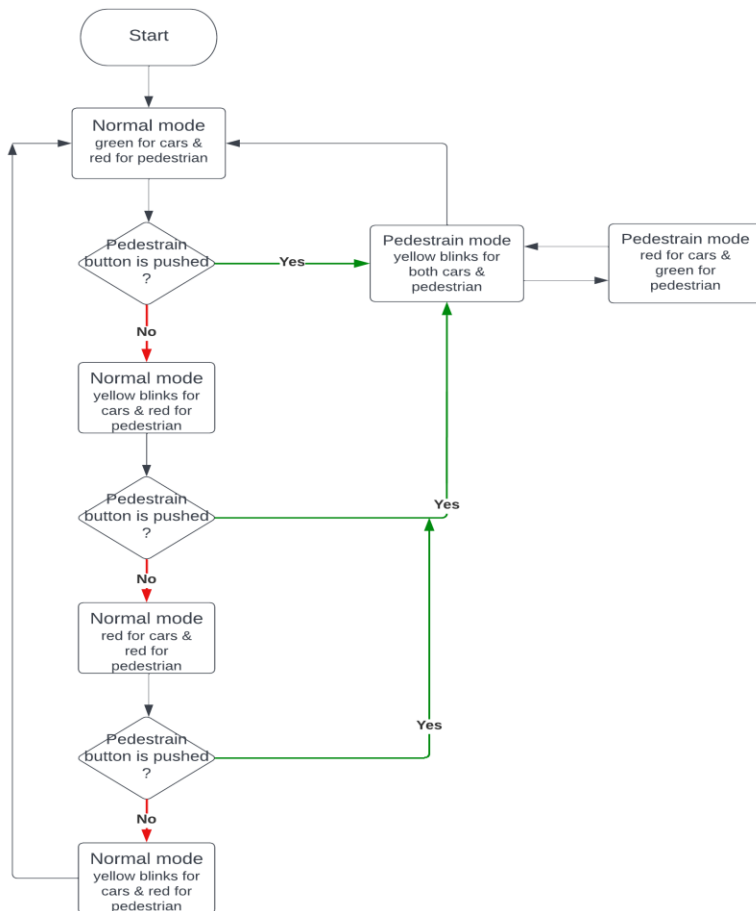 Start
Normal mode
green for cars &
red for pedestrian
Pedestrain
button is pushed
?
Yes
Pedestrain mode
yellow blinks for
both cars &
pedestrian
Pedestrain mode
red for cars &
green for
pedestrian
No
Normal mode
yellow blinks for
cars & red for
pedestrian
Pedestrain
button is pushed
?
Yes
No
Normal mode
red for cars &
red for
pedestrian
Pedestrain
button is pushed
?
Yes
No
Normal mode
yellow blinks for
cars & red for
pedestrian